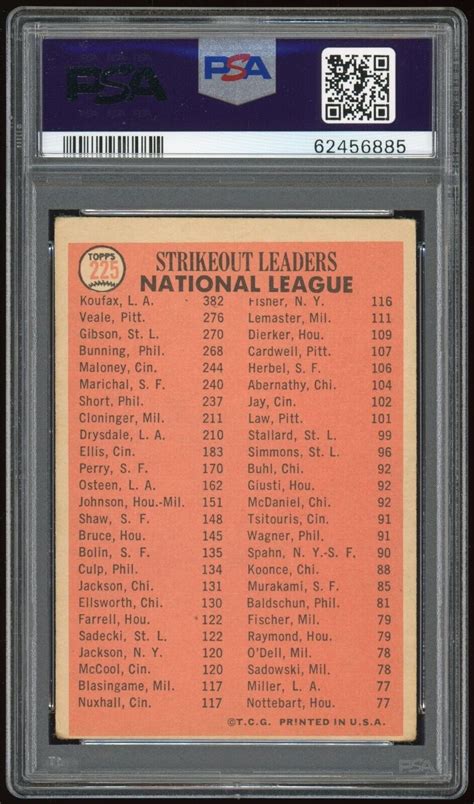 PSA
PSA
62456885
TOPPS
225
STRIKEOUT LEADERS
NATIONAL LEAGUE
Koufax, L. A. 382
Veale, Pitt. 276
Gibson, St. L. 270
Bunning, Phil. 268
Maloney, Cin. 244
Marichal, S. F. 240
Short, Phil. 237
Cloninger, Mil. 211
Drysdale, L. A. 210
Ellis, Cin. 183
Perry, S. F. 170
Osteen, L. A. 162
Johnson, Hou.-Mil. 151
Shaw, S. F. 148
Bruce, Hou. 145
Bolin, S. F. 135
Culp, Phil. 134
Jackson, Chi. 131
Ellsworth, Chi. 130
Farrell, Hou. 122
Sadecki, St. L. 122
Jackson, N. Y. 120
McCool, Cin. 120
Blasingame, Mil. 117
Nuxhall, Cin. 117
Fisher, N. Y. 116
Lemaster, Mil. 111
Dierker, Hou. 109
Cardwell, Pitt. 107
Herbel, S. F. 106
Abernathy, Chi. 104
Jay, Cin. 102
Law, Pitt. 101
Stallard, St. L. 99
Simmons, St. L. 96
Buhl, Chi. 92
Giusti, Hou. 92
McDaniel, Chi. 92
Tsitouris, Cin. 91
Wagner, Phil. 91
Spahn, N. Y.-S. F. 90
Koonce, Chi. 88
Murakami, S. F. 85
Baldschun, Phil. 81
Fischer, Mil. 79
Raymond, Hou. 79
O'Dell, Mil. 78
Sadowski, Mil. 78
Miller, L. A. 77
Nottebart, Hou. 77
©T.C.G. PRINTED IN U.S.A.
PSA